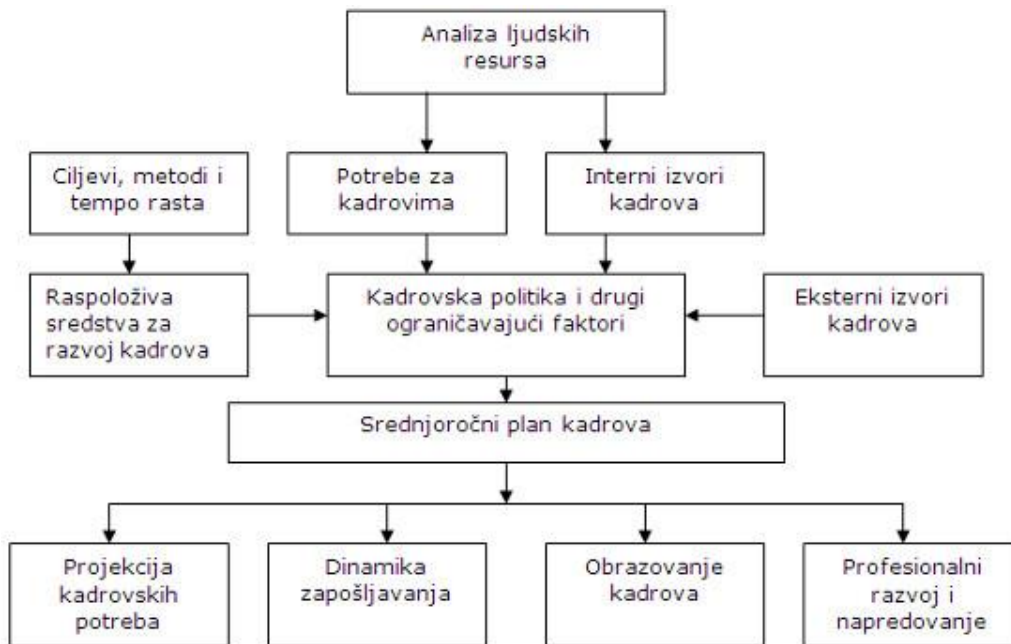 Analiza ljudskih
resursa
Ciljevi, metodi i
tempo rasta
Potrebe za
kadrovima
Interni izvori
kadrova
Raspoloživa
sredstva za
razvoj kadrova
Kadrovska politika i drugi
ograničavajući faktori
Eksterni izvori
kadrova
Srednjoročni plan kadrova
Projekcija
kadrovskih
potreba
Dinamika
zapošljavanja
Obrazovanje
kadrova
Profesionalni
razvoj i
napredovanje